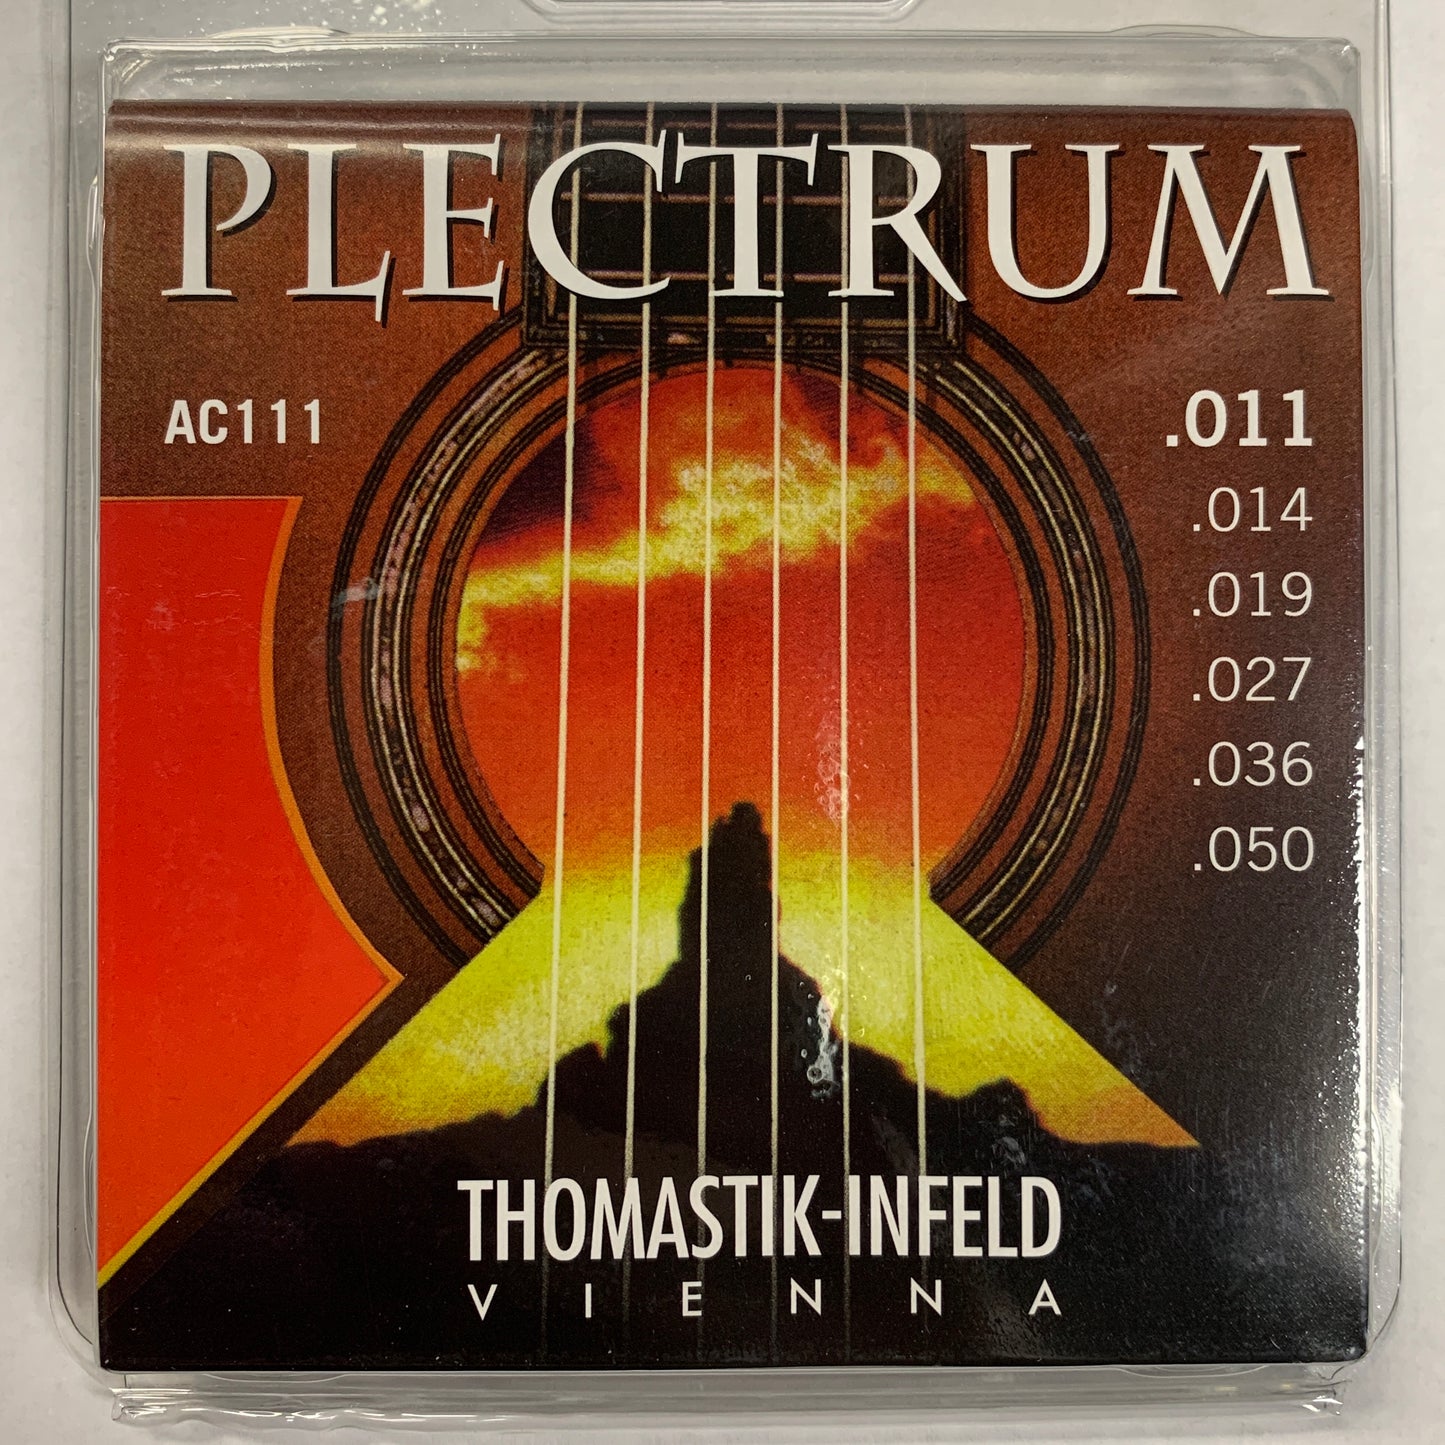 PLECTRUM
AC111
.011
.014
.019
.027
.036
.050
THOMASTIK-INFELD
VIENNA